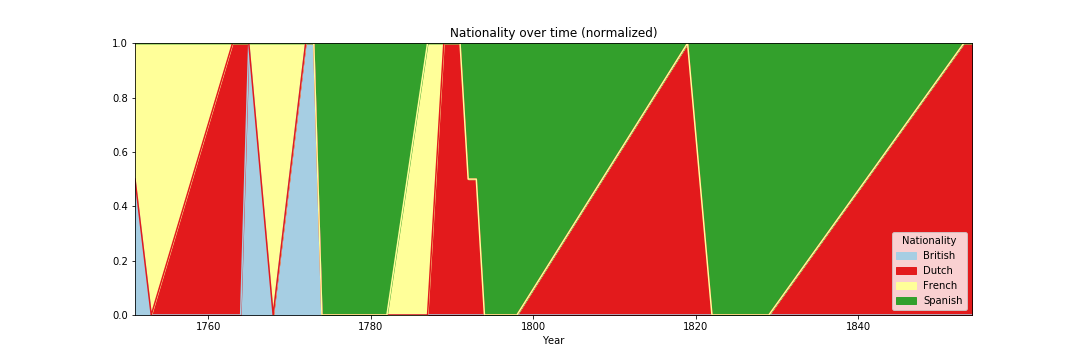 Nationality over time (normalized)
1.0
0.8
0.6
0.4
0.2
0.0
1760 1780 1800 1820 1840
Year
Nationality
British
Dutch
French
Spanish